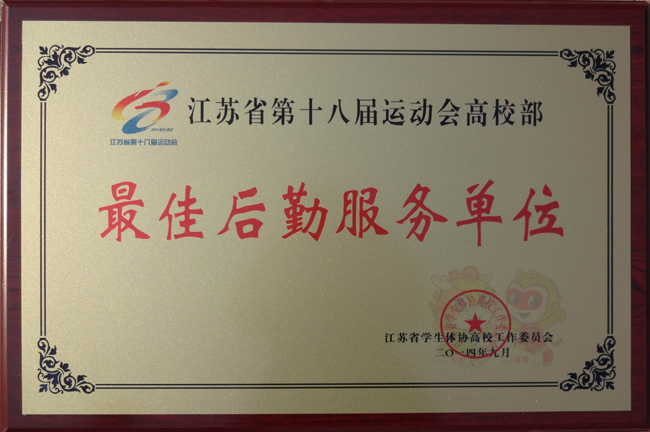 江苏省第十八届运动会高校部
江苏省第十八届运动会
最佳后勤服务单位
江苏省学生体协高校工作委员会
二〇一四年九月